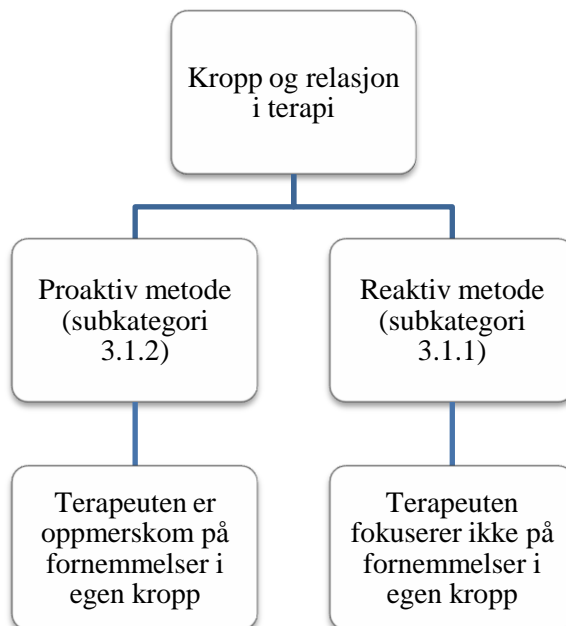 Kropp og relasjon
i terapi
Proaktiv metode
(subkategori
3.1.2)
Reaktiv metode
(subkategori
3.1.1)
Terapeuten er
oppmerskom på
fornemmelser i
egen kropp
Terapeuten
fokuserer ikke på
fornemmelser i
egen kropp